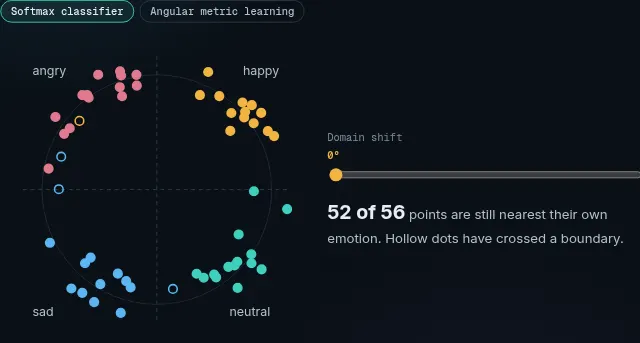 Softmax classifier
Angular metric learning
angry
happy
sad
neutral
Domain shift
0°
52 of 56 points are still nearest their own
emotion. Hollow dots have crossed a boundary.